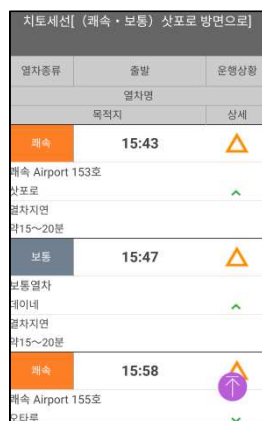 치토세선[ (쾌속・보통) 삿포로 방면으로]
열차종류 출발 운행상황
열차명
목적지 상세
쾌속 15:43
쾌속 Airport 153호
삿포로
열차지연
약15～20분
보통 15:47
보통열차
데이네
열차지연
약15～20분
쾌속 15:58
쾌속 Airport 155호
오타루